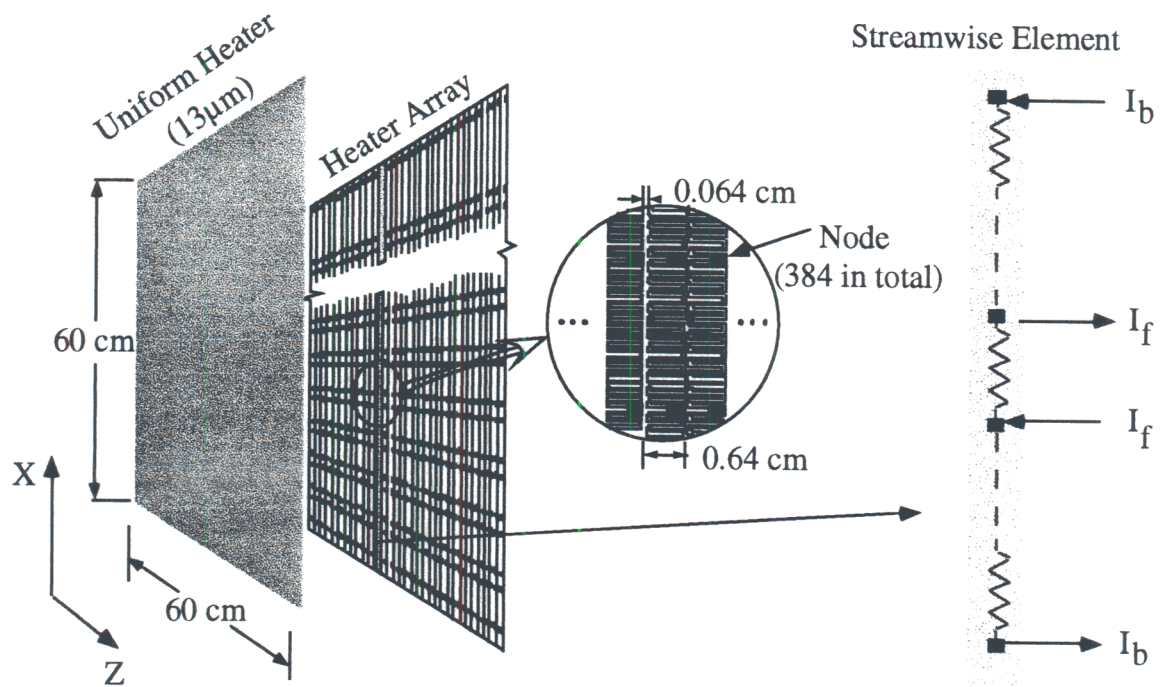 Streamwise Element
Uniform Heater
(13µm)
Heater Array
I_b
0.064 cm
Node
(384 in total)
...
...
I_f
60 cm
I_f
0.64 cm
X
60 cm
Z
I_b